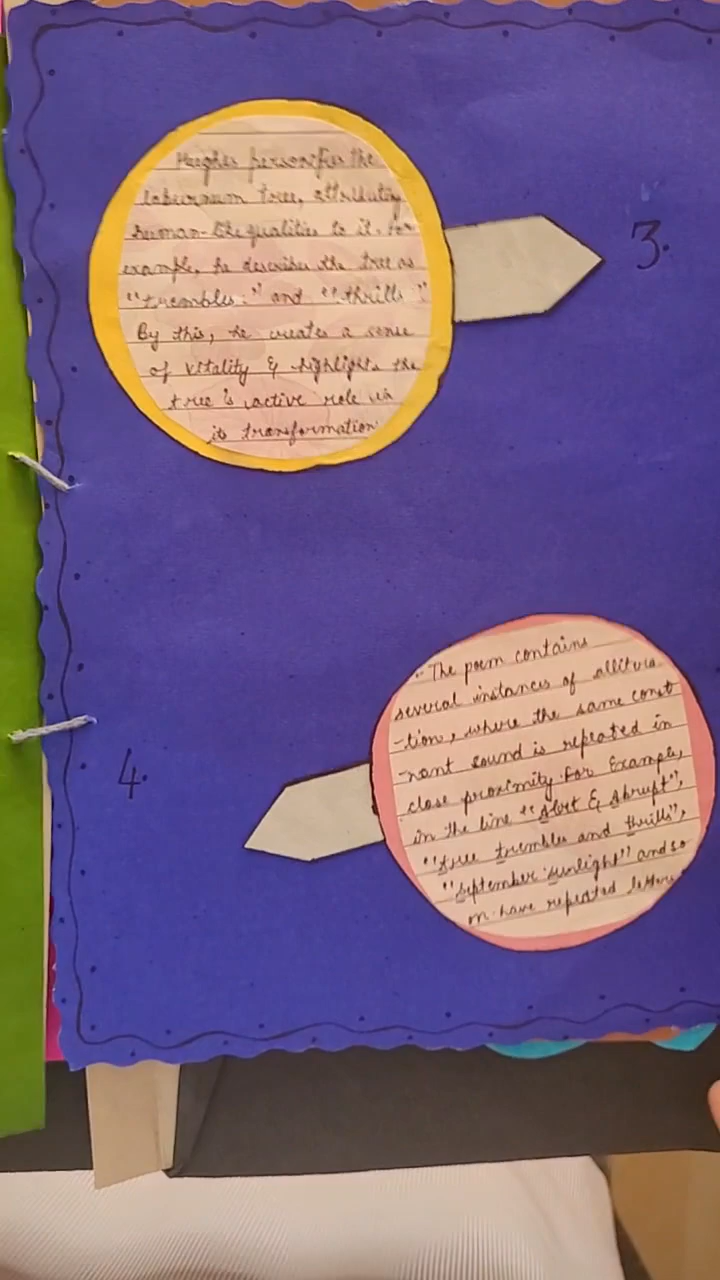 Hughes personifies the
laburnum tree, attributing
human-like qualities to it. For
example, he describes the tree as
"trembles" and "thrills."
By this, he creates a sense
of vitality & highlights the
tree's active role in
its transformation
3.
"The poem contains
several instances of allitera
-tion, where the same const
-nant sound is repeated in
close proximity. For Example,
in the line "Alert & Abrupt",
"tree trembles and thrills",
"September sunlight" and so
on have repeated letters
4.